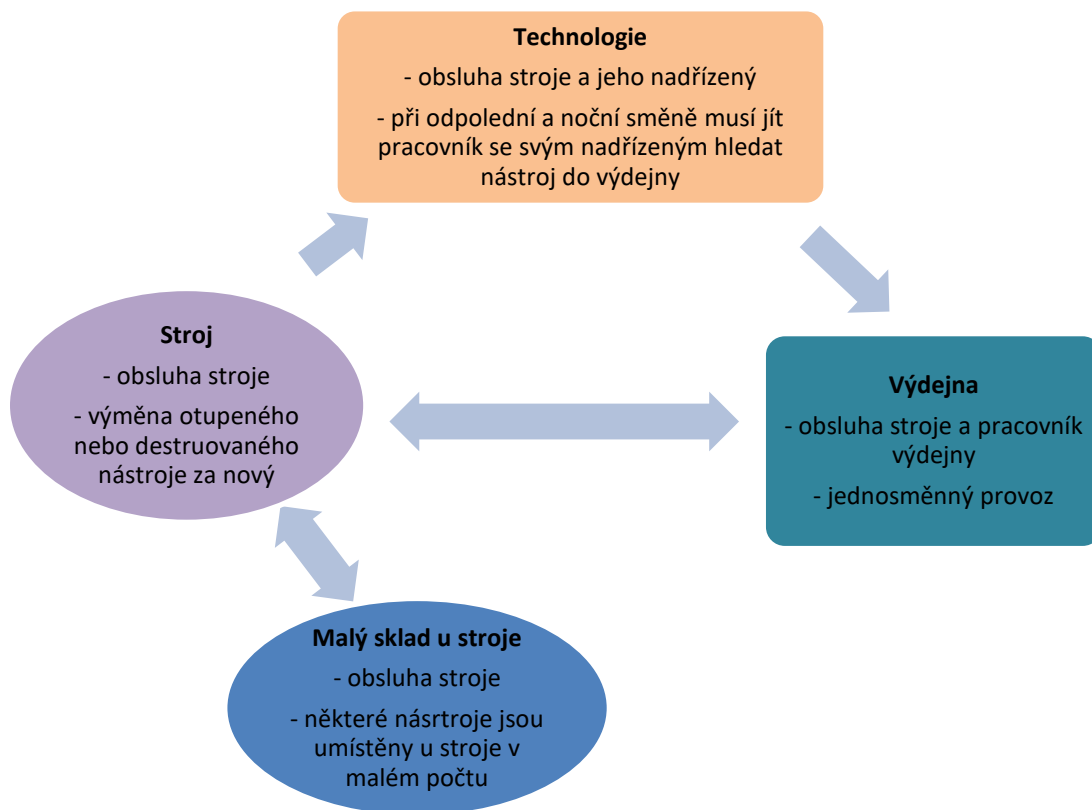 Technologie
- obsluha stroje a jeho nadřízený
- při odpolední a noční směně musí jít
pracovník se svým nadřízeným hledat
nástroj do výdejny
Stroj
- obsluha stroje
- výměna otupeného
nebo destruovaného
nástroje za nový
Výdejna
- obsluha stroje a pracovník
výdejny
- jednosměnný provoz
Malý sklad u stroje
- obsluha stroje
- některé násrtroje jsou
umístěny u stroje v
malém počtu